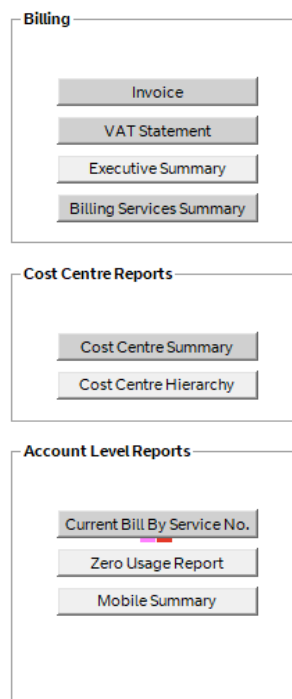 Billing
Invoice
VAT Statement
Executive Summary
Billing Services Summary
Cost Centre Reports
Cost Centre Summary
Cost Centre Hierarchy
Account Level Reports
Current Bill By Service No.
Zero Usage Report
Mobile Summary